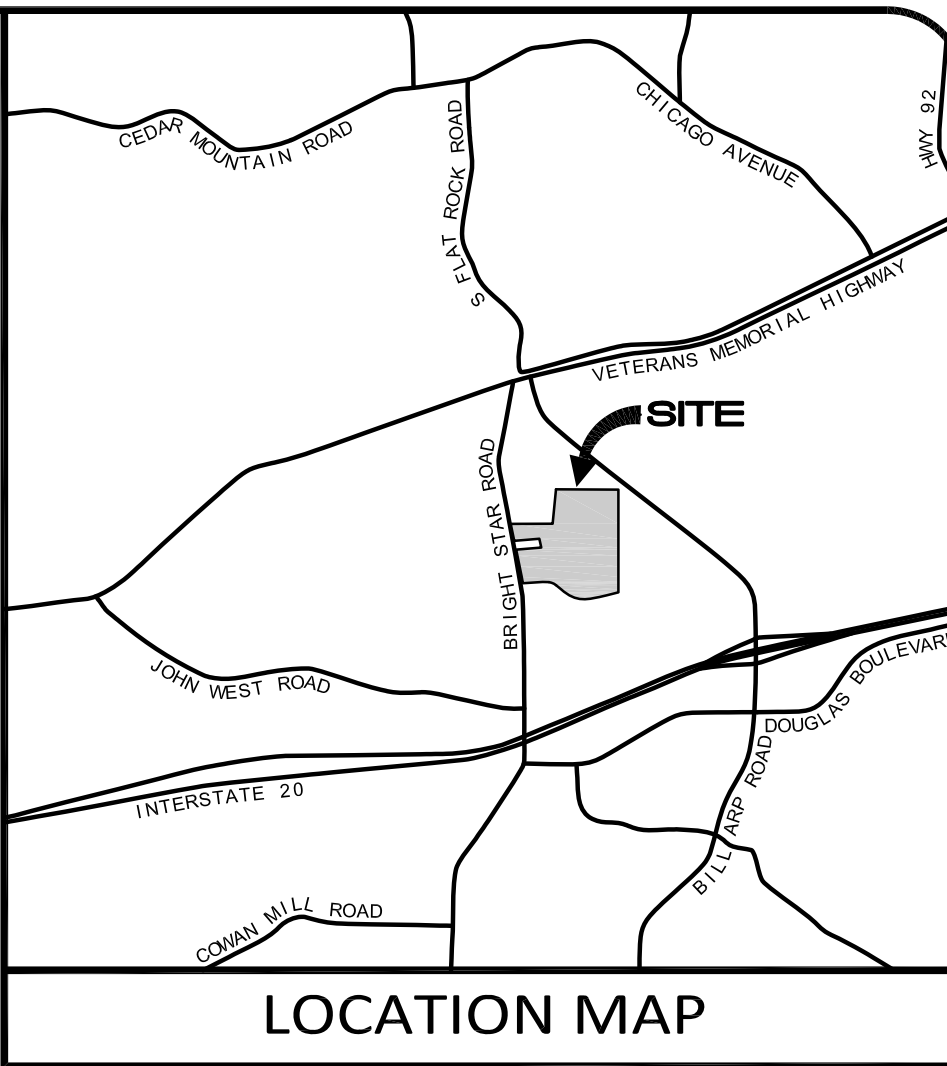 CEDAR MOUNTAIN ROAD
S FLAT ROCK ROAD
CHICAGO AVENUE
HWY 92
VETERANS MEMORIAL HIGHWAY
SITE
BRIGHT STAR ROAD
JOHN WEST ROAD
DOUGLAS BOULEVAR
INTERSTATE 20
BILL ARP ROAD
COWAN MILL ROAD
LOCATION MAP